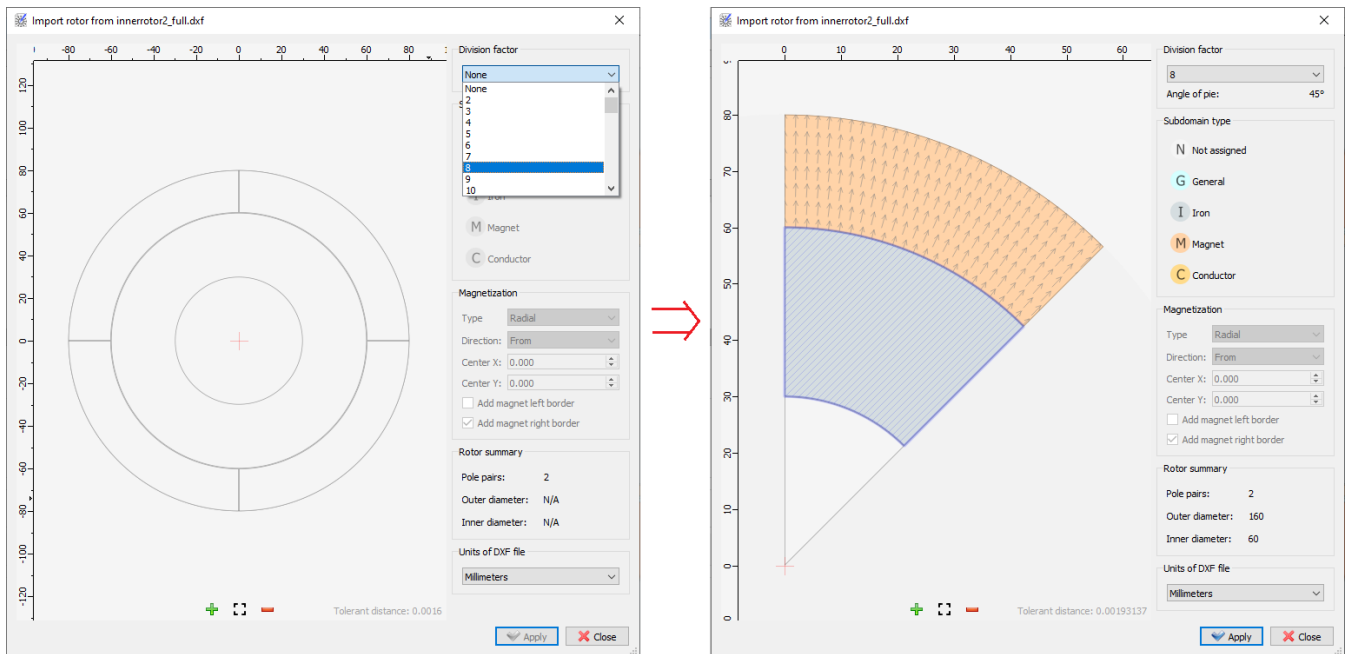 Import rotor from innerrotor2_full.dxf
-80 -60 -40 -20 0 20 40 60 80
120
100
80
60
40
20
0
-20
-40
-60
-80
-100
-120
Division factor
None
None
2
3
4
5
6
7
8
9
10
Iron
M Magnet
C Conductor
Magnetization
Type Radial
Direction: From
Center X: 0.000
Center Y: 0.000
Add magnet left border
Add magnet right border
Rotor summary
Pole pairs: 2
Outer diameter: N/A
Inner diameter: N/A
Units of DXF file
Millimeters
Tolerant distance: 0.0016
Apply Close
Import rotor from innerrotor2_full.dxf
0 10 20 30 40 50 60
80
70
60
50
40
30
20
10
0
0
Division factor
8
Angle of pie: 45°
Subdomain type
N Not assigned
G General
I Iron
M Magnet
C Conductor
Magnetization
Type Radial
Direction: From
Center X: 0.000
Center Y: 0.000
Add magnet left border
Add magnet right border
Rotor summary
Pole pairs: 2
Outer diameter: 160
Inner diameter: 60
Units of DXF file
Millimeters
Tolerant distance: 0.00193137
Apply Close